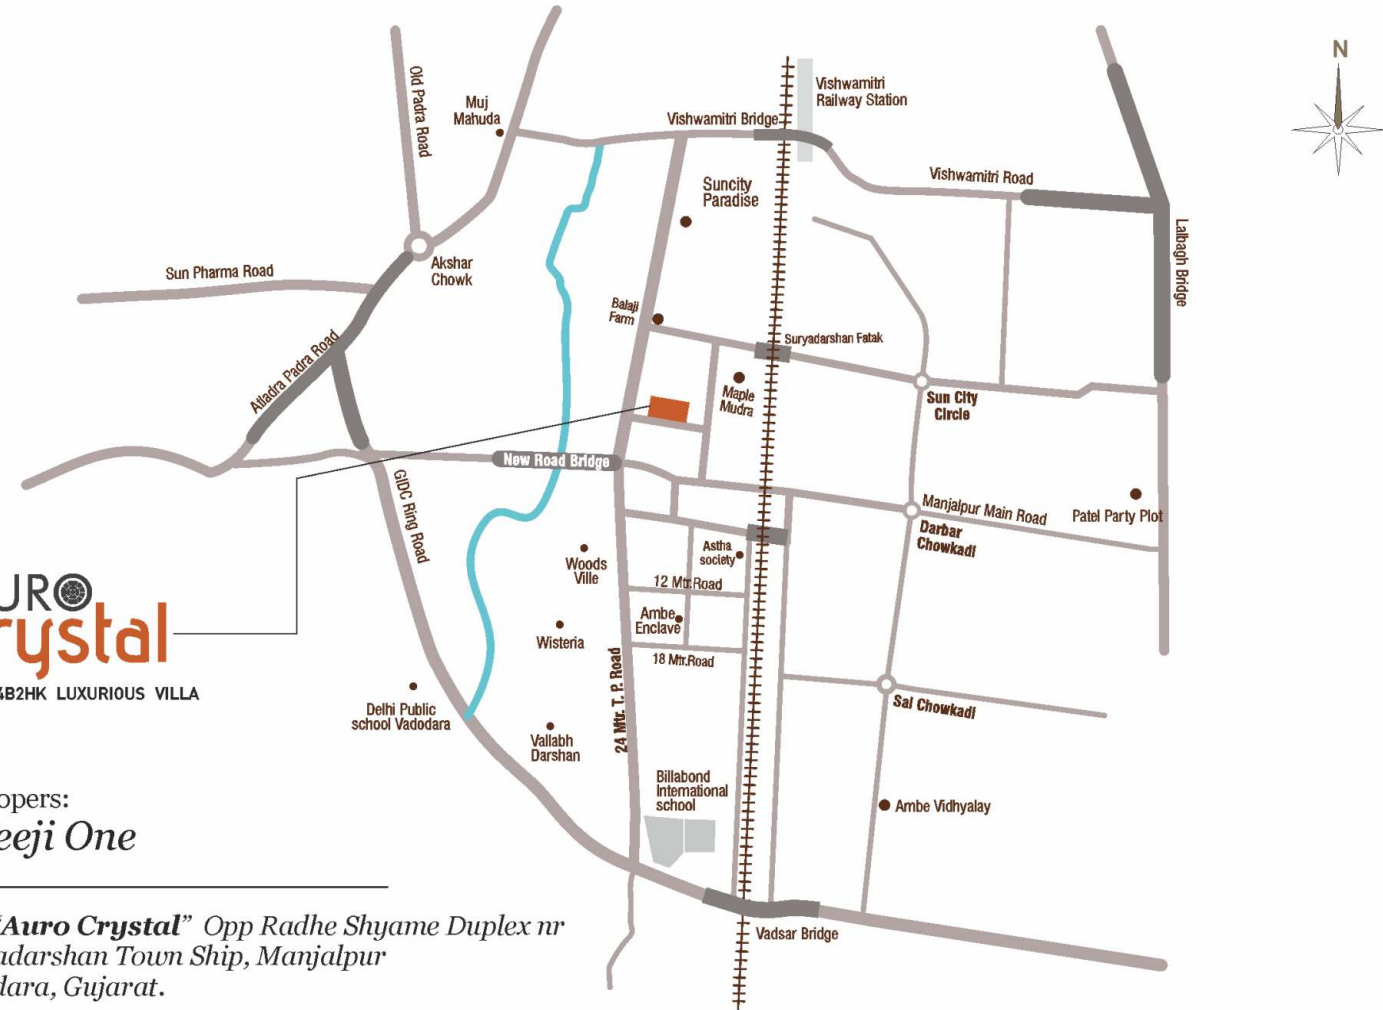 N
Old Padra Road
Muj
Mahuda
Vishwamitri Bridge
Vishwamitri
Railway Station
Vishwamitri Road
Suncity
Paradise
Lalbagh Bridge
Akshar
Chowk
Sun Pharma Road
Balaji
Farm
Suryadarshan Fatak
Atladra Padra Road
Maple
Mudra
Sun City
Circle
New Road Bridge
GIDC Ring Road
Manjalpur Main Road
Patel Party Plot
Darbar
Chowkadi
Astha
society
Woods
Ville
12 Mtr.Road
Ambe
Enclave
Wisteria
18 Mtr.Road
24 Mtr. T. P. Road
URO
rystal
4B2HK LUXURIOUS VILLA
Sai Chowkadi
Delhi Public
school Vadodara
Vallabh
Darshan
Billabond
International
school
Ambe Vidhyalay
opers:
eeji One
Vadsar Bridge
“Auro Crystal” Opp Radhe Shyame Duplex nr
adarshan Town Ship, Manjalpur
dara, Gujarat.